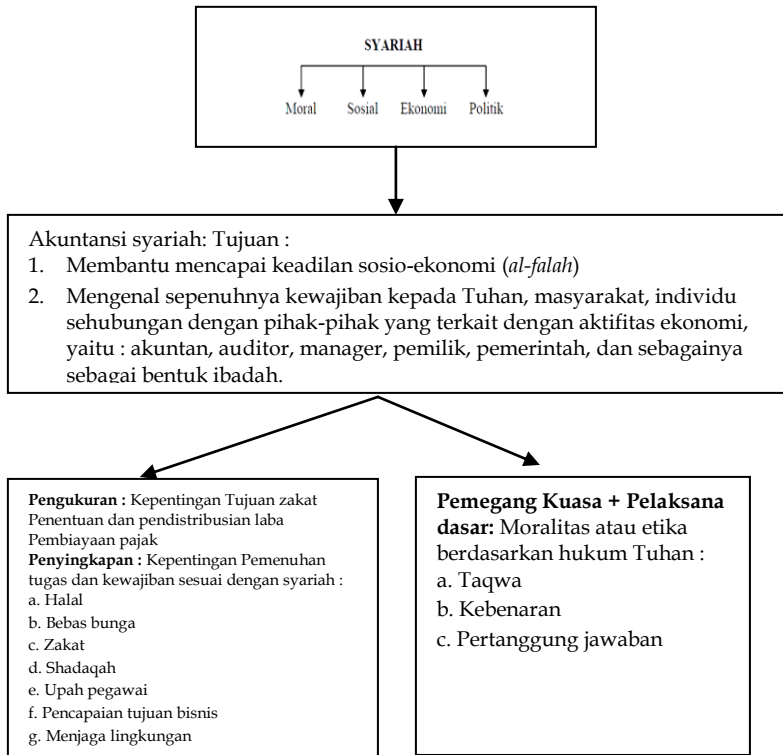 SYARIAH
Moral Sosial Ekonomi Politik
Akuntansi syariah: Tujuan :
1. Membantu mencapai keadilan sosio-ekonomi (al-falah)
2. Mengenal sepenuhnya kewajiban kepada Tuhan, masyarakat, individu
sehubungan dengan pihak-pihak yang terkait dengan aktifitas ekonomi,
yaitu : akuntan, auditor, manager, pemilik, pemerintah, dan sebagainya
sebagai bentuk ibadah.
Pengukuran : Kepentingan Tujuan zakat
Penentuan dan pendistribusian laba
Pembiayaan pajak
Penyingkapan : Kepentingan Pemenuhan
tugas dan kewajiban sesuai dengan syariah :
a. Halal
b. Bebas bunga
c. Zakat
d. Shadaqah
e. Upah pegawai
f. Pencapaian tujuan bisnis
g. Menjaga lingkungan
Pemegang Kuasa + Pelaksana
dasar: Moralitas atau etika
berdasarkan hukum Tuhan :
a. Taqwa
b. Kebenaran
c. Pertanggung jawaban